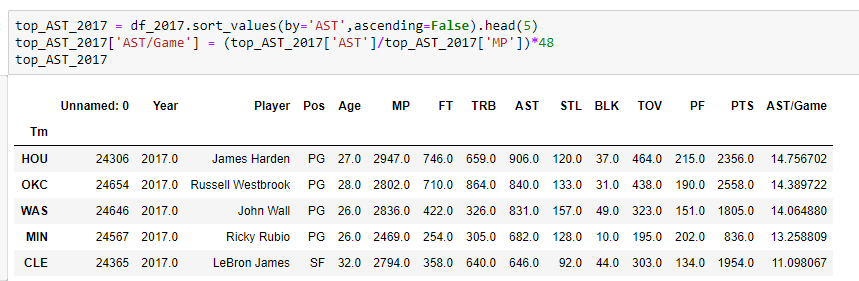 top_AST_2017 = df_2017.sort_values(by='AST',ascending=False).head(5)
top_AST_2017['AST/Game'] = (top_AST_2017['AST']/top_AST_2017['MP'])*48
top_AST_2017
Unnamed: 0 Year Player Pos Age MP FT TRB AST STL BLK TOV PF PTS AST/Game
Tm
HOU 24306 2017.0 James Harden PG 27.0 2947.0 746.0 659.0 906.0 120.0 37.0 464.0 215.0 2356.0 14.756702
OKC 24654 2017.0 Russell Westbrook PG 28.0 2802.0 710.0 864.0 840.0 133.0 31.0 438.0 190.0 2558.0 14.389722
WAS 24646 2017.0 John Wall PG 26.0 2836.0 422.0 326.0 831.0 157.0 49.0 323.0 151.0 1805.0 14.064880
MIN 24567 2017.0 Ricky Rubio PG 26.0 2469.0 254.0 305.0 682.0 128.0 10.0 195.0 202.0 836.0 13.258809
CLE 24365 2017.0 LeBron James SF 32.0 2794.0 358.0 640.0 646.0 92.0 44.0 303.0 134.0 1954.0 11.098067